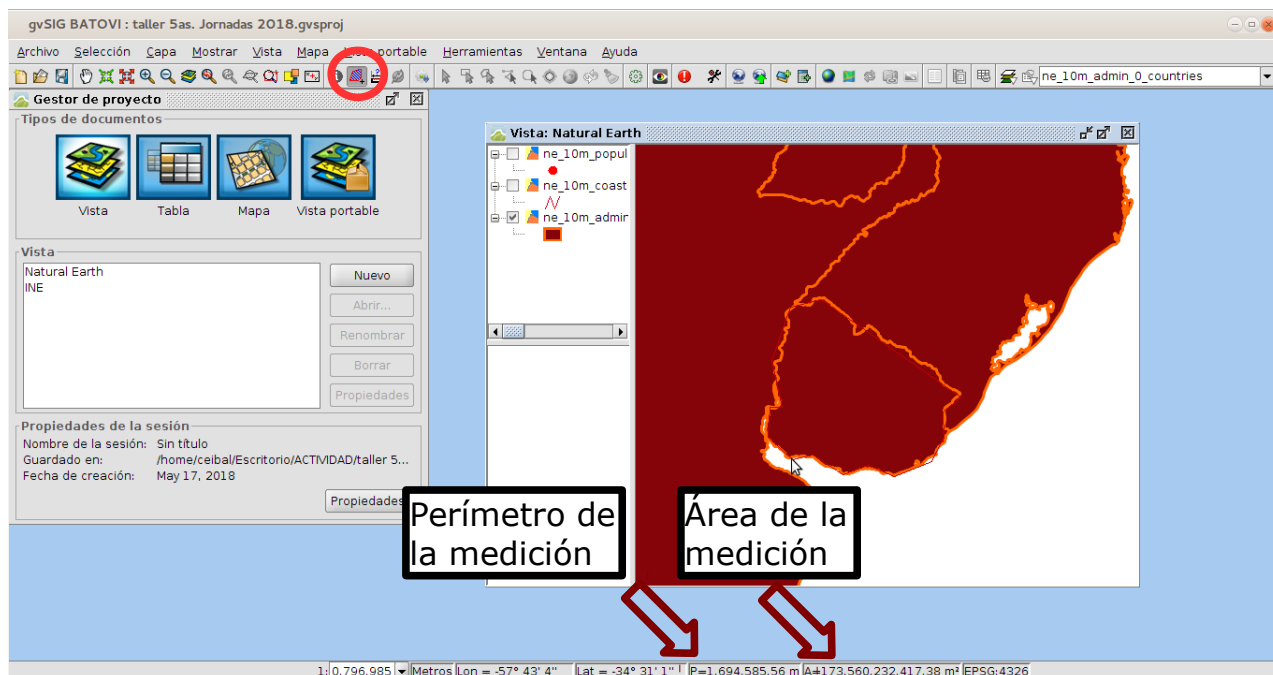 gvSIG BATOVI : taller 5as. Jornadas 2018.gvsproj
Archivo Selección Capa Mostrar Vista Mapa portable Herramientas Ventana Ayuda
ne_10m_admin_0_countries
Gestor de proyecto
Tipos de documentos
Vista Tabla Mapa Vista portable
Vista
Natural Earth
INE
Nuevo
Abrir...
Renombrar
Borrar
Propiedades
Propiedades de la sesión
Nombre de la sesión: Sin título
Guardado en: /home/ceibal/Escritorio/ACTIVIDAD/taller 5...
Fecha de creación: May 17, 2018
Propiedades
Vista: Natural Earth
ne_10m_popul
ne_10m_coast
ne_10m_admir
Perímetro de
la medición
Área de la
medición
1: 0.796.985 Metros Lon = -57° 43' 4" Lat = -34° 31' 1" P=1.694.585,56 m A=173.560.232.417,38 m² EPSG:4326